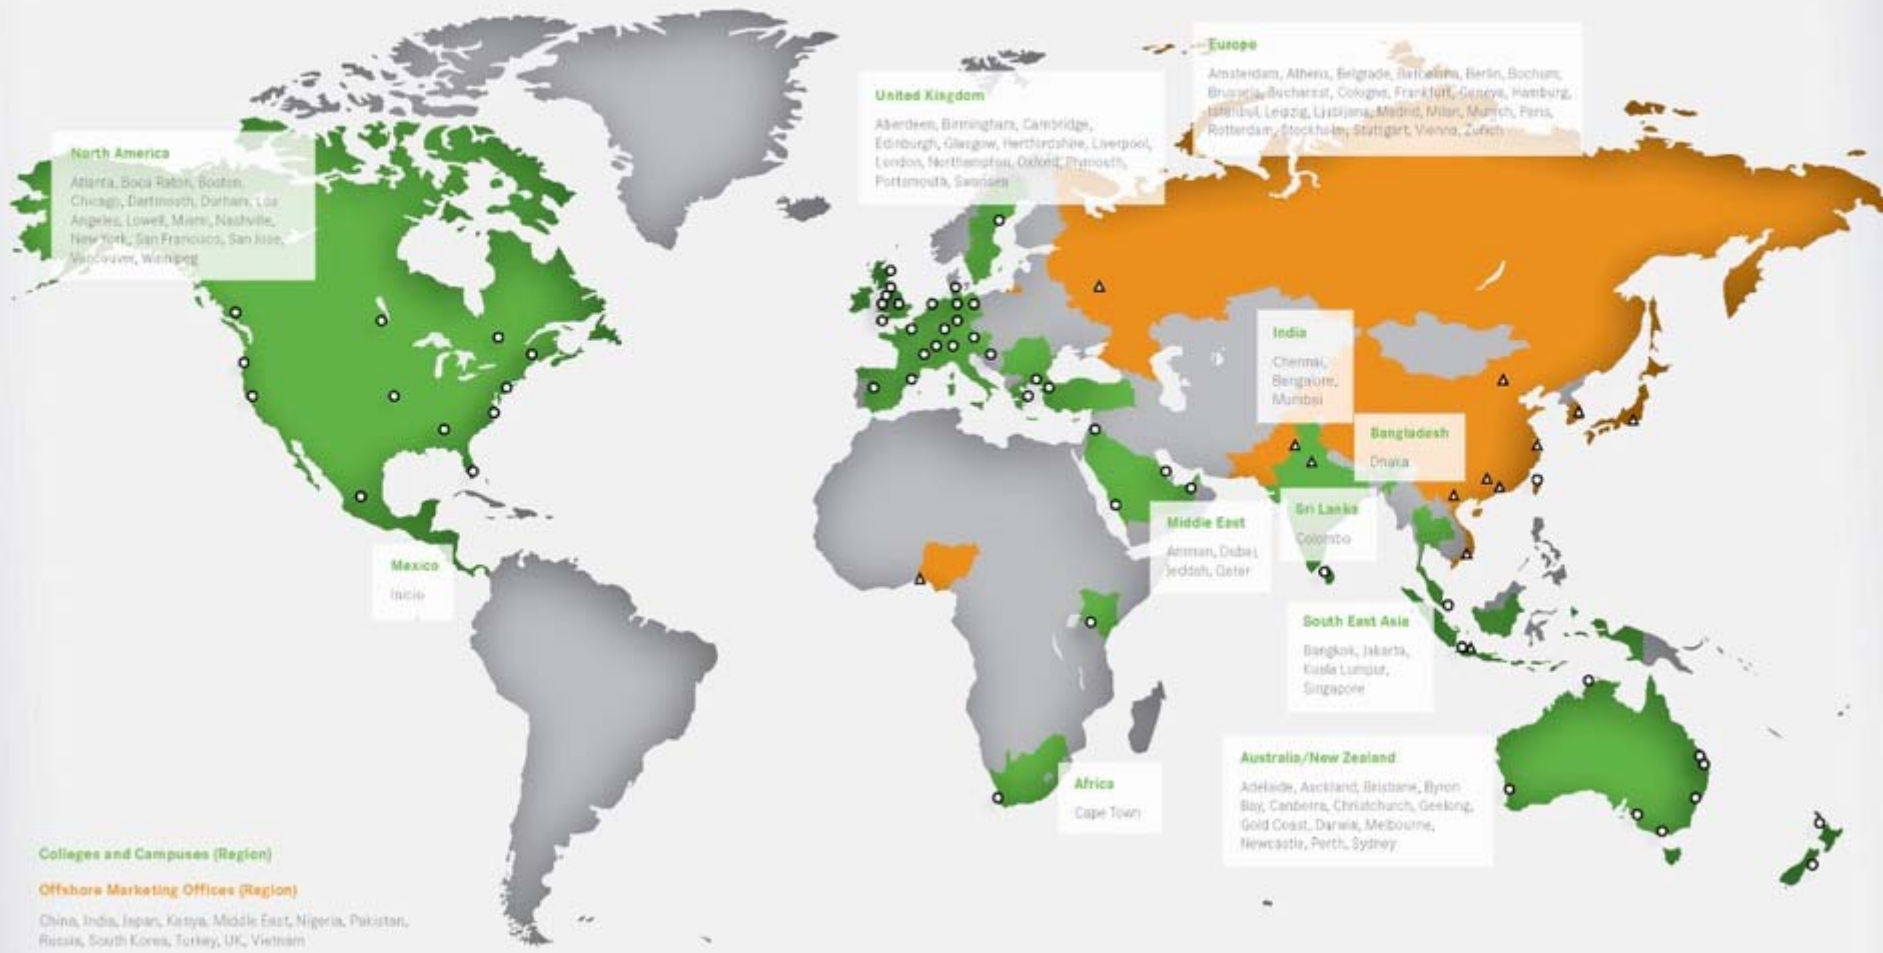 North America
Atlanta, Boca Raton, Boston,
Chicago, Dartmouth, Durham, Los
Angeles, Lowell, Miami, Nashville,
New York, San Francisco, San Jose,
Vancouver, Winnipeg
United Kingdom
Aberdeen, Birmingham, Cambridge,
Edinburgh, Glasgow, Hertfordshire, Liverpool,
London, Northampton, Oxford, Plymouth,
Portsmouth, Swansea
Europe
Amsterdam, Athens, Belgrade, Barcelona, Berlin, Bochum,
Brussels, Bucharest, Cologne, Frankfurt, Geneva, Hamburg,
Istanbul, Leipzig, Ljubljana, Madrid, Milan, Munich, Paris,
Rotterdam, Stockholm, Stuttgart, Vienna, Zurich
India
Chennai,
Bangalore,
Mumbai
Bangladesh
Dhaka
Middle East
Amman, Dubai,
Jeddah, Qatar
Sri Lanka
Colombo
Mexico
Inicio
South East Asia
Bangkok, Jakarta,
Kuala Lumpur,
Singapore
Africa
Cape Town
Australia/New Zealand
Adelaide, Auckland, Brisbane, Byron
Bay, Canberra, Christchurch, Geelong,
Gold Coast, Darwin, Melbourne,
Newcastle, Perth, Sydney
Colleges and Campuses (Region)
Offshore Marketing Offices (Region)
China, India, Japan, Kenya, Middle East, Nigeria, Pakistan,
Russia, South Korea, Turkey, UK, Vietnam